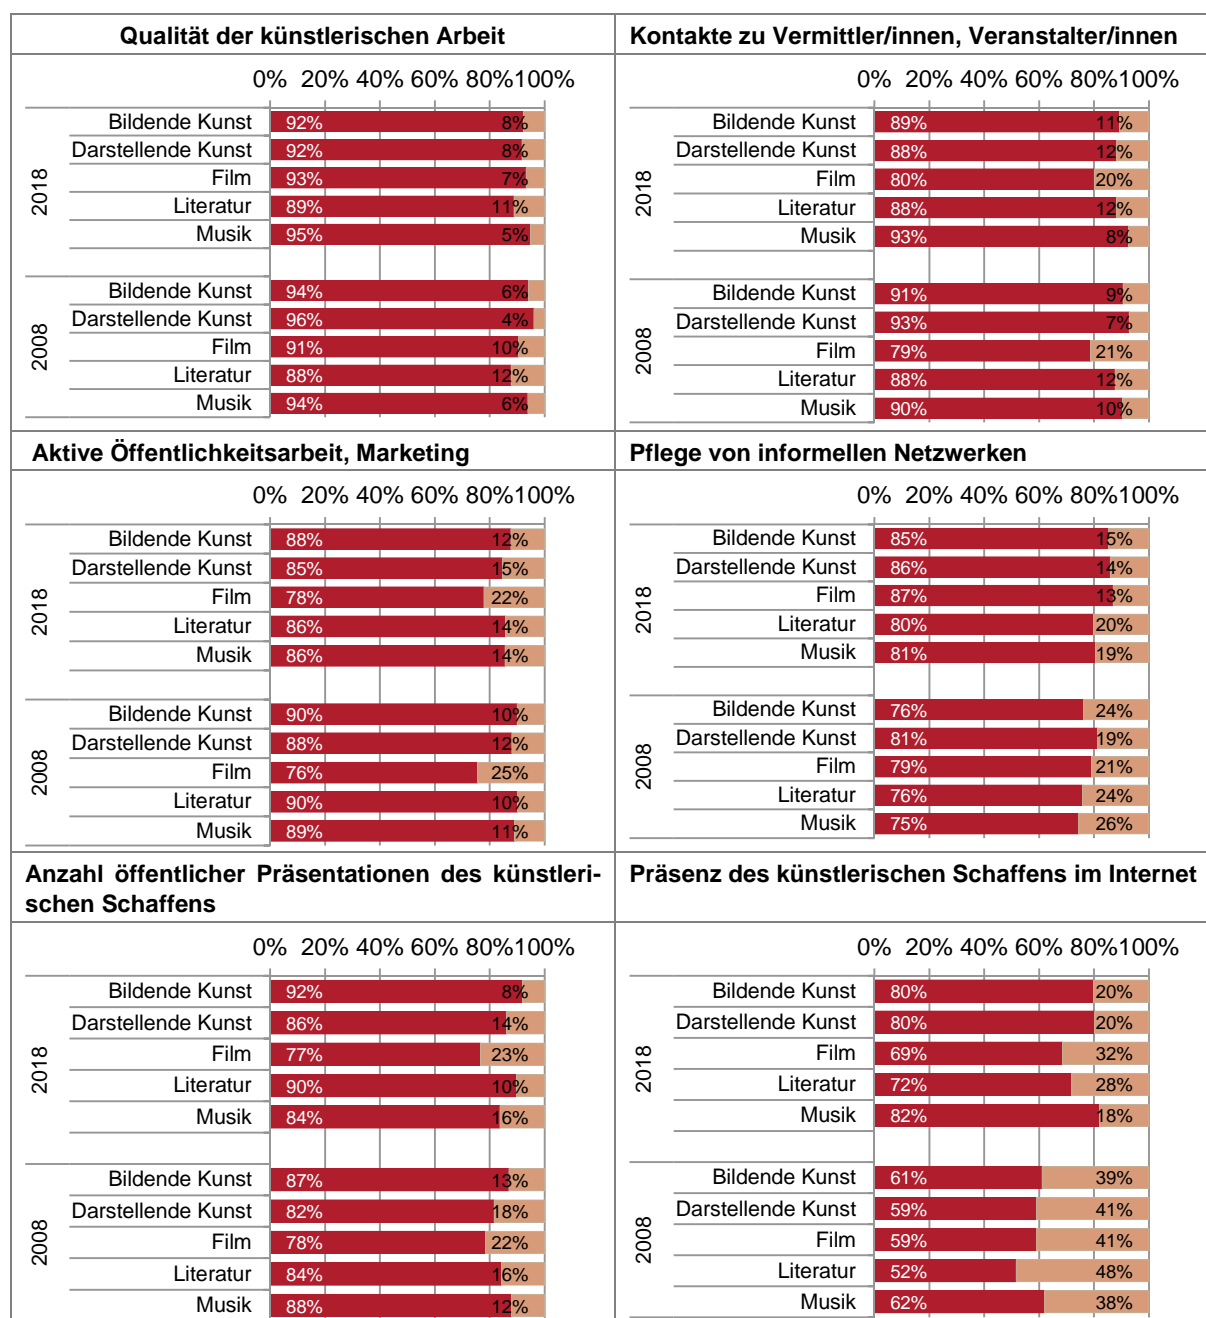 Qualität der künstlerischen Arbeit
0% 20% 40% 60% 80%100%
2018
Bildende Kunst 92% 8%
Darstellende Kunst 92% 8%
Film 93% 7%
Literatur 89% 11%
Musik 95% 5%
2008
Bildende Kunst 94% 6%
Darstellende Kunst 96% 4%
Film 91% 10%
Literatur 88% 12%
Musik 94% 6%
Kontakte zu Vermittler/innen, Veranstalter/innen
0% 20% 40% 60% 80%100%
2018
Bildende Kunst 89% 11%
Darstellende Kunst 88% 12%
Film 80% 20%
Literatur 88% 12%
Musik 93% 8%
2008
Bildende Kunst 91% 9%
Darstellende Kunst 93% 7%
Film 79% 21%
Literatur 88% 12%
Musik 90% 10%
Aktive Öffentlichkeitsarbeit, Marketing
0% 20% 40% 60% 80%100%
2018
Bildende Kunst 88% 12%
Darstellende Kunst 85% 15%
Film 78% 22%
Literatur 86% 14%
Musik 86% 14%
2008
Bildende Kunst 90% 10%
Darstellende Kunst 88% 12%
Film 76% 25%
Literatur 90% 10%
Musik 89% 11%
Pflege von informellen Netzwerken
0% 20% 40% 60% 80%100%
2018
Bildende Kunst 85% 15%
Darstellende Kunst 86% 14%
Film 87% 13%
Literatur 80% 20%
Musik 81% 19%
2008
Bildende Kunst 76% 24%
Darstellende Kunst 81% 19%
Film 79% 21%
Literatur 76% 24%
Musik 75% 26%
Anzahl öffentlicher Präsentationen des künstleri-
schen Schaffens
0% 20% 40% 60% 80%100%
2018
Bildende Kunst 92% 8%
Darstellende Kunst 86% 14%
Film 77% 23%
Literatur 90% 10%
Musik 84% 16%
2008
Bildende Kunst 87% 13%
Darstellende Kunst 82% 18%
Film 78% 22%
Literatur 84% 16%
Musik 88% 12%
Präsenz des künstlerischen Schaffens im Internet
0% 20% 40% 60% 80%100%
2018
Bildende Kunst 80% 20%
Darstellende Kunst 80% 20%
Film 69% 32%
Literatur 72% 28%
Musik 82% 18%
2008
Bildende Kunst 61% 39%
Darstellende Kunst 59% 41%
Film 59% 41%
Literatur 52% 48%
Musik 62% 38%